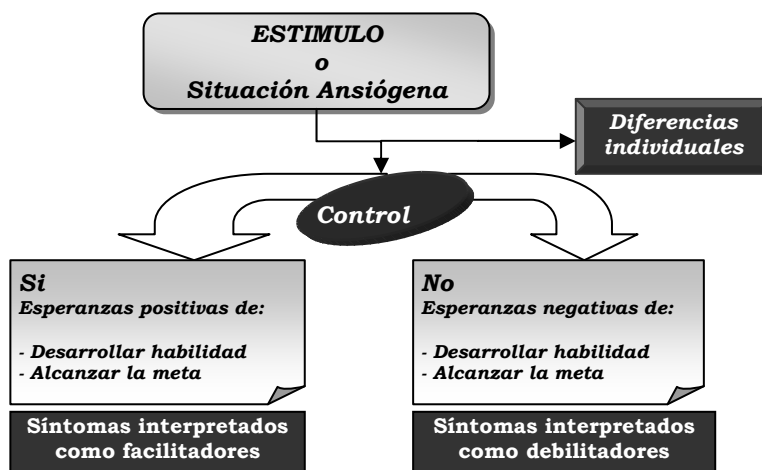 ESTIMULO
o
Situación Ansiógena
Diferencias
individuales
Control
Si
Esperanzas positivas de:
- Desarrollar habilidad
- Alcanzar la meta
Síntomas interpretados
como facilitadores
No
Esperanzas negativas de:
- Desarrollar habilidad
- Alcanzar la meta
Síntomas interpretados
como debilitadores